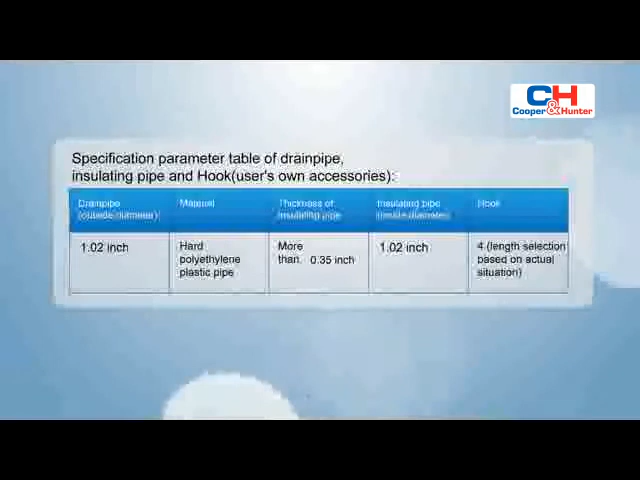 CH
Cooper&Hunter
Specification parameter table of drainpipe,
insulating pipe and Hook(user's own accessories):
Drainpipe
(outside diameter)
Material
Thickness of
insulating pipe
Insulated pipe
(inside diameter)
Hook
1.02 inch
Hard
polyethylene
plastic pipe
More
than 0.35 inch
1.02 inch
4 (length selection
based on actual
situation)